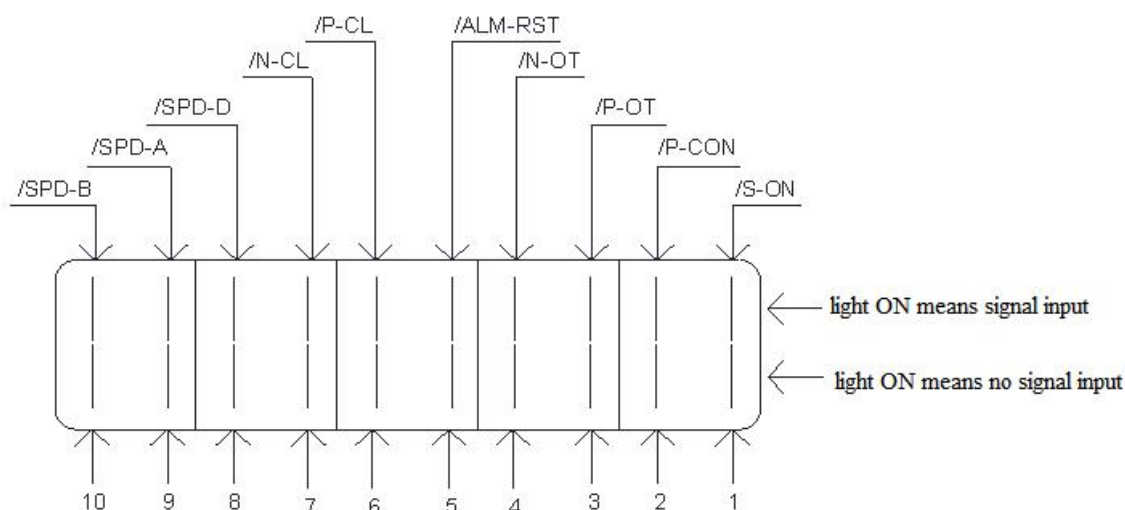 /P-CL
/ALM-RST
/N-CL
/N-OT
/SPD-D
/P-OT
/SPD-A
/P-CON
/SPD-B
/S-ON
light ON means signal input
light ON means no signal input
10 9 8 7 6 5 4 3 2 1